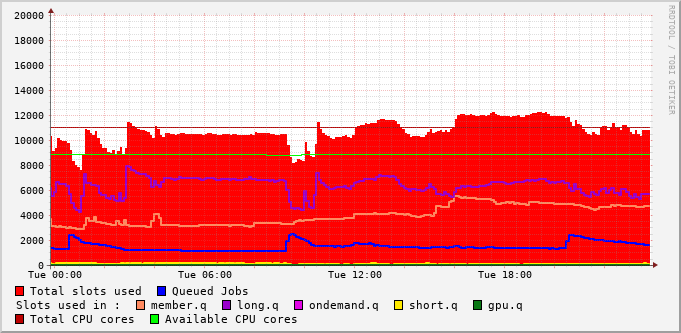 20000
18000
16000
14000
12000
10000
8000
6000
4000
2000
0
Tue 00:00 Tue 06:00 Tue 12:00 Tue 18:00
RRDTOOL / TOBI OETIKER
Total slots used Queued Jobs
Slots used in : member.q long.q ondemand.q short.q gpu.q
Total CPU cores Available CPU cores